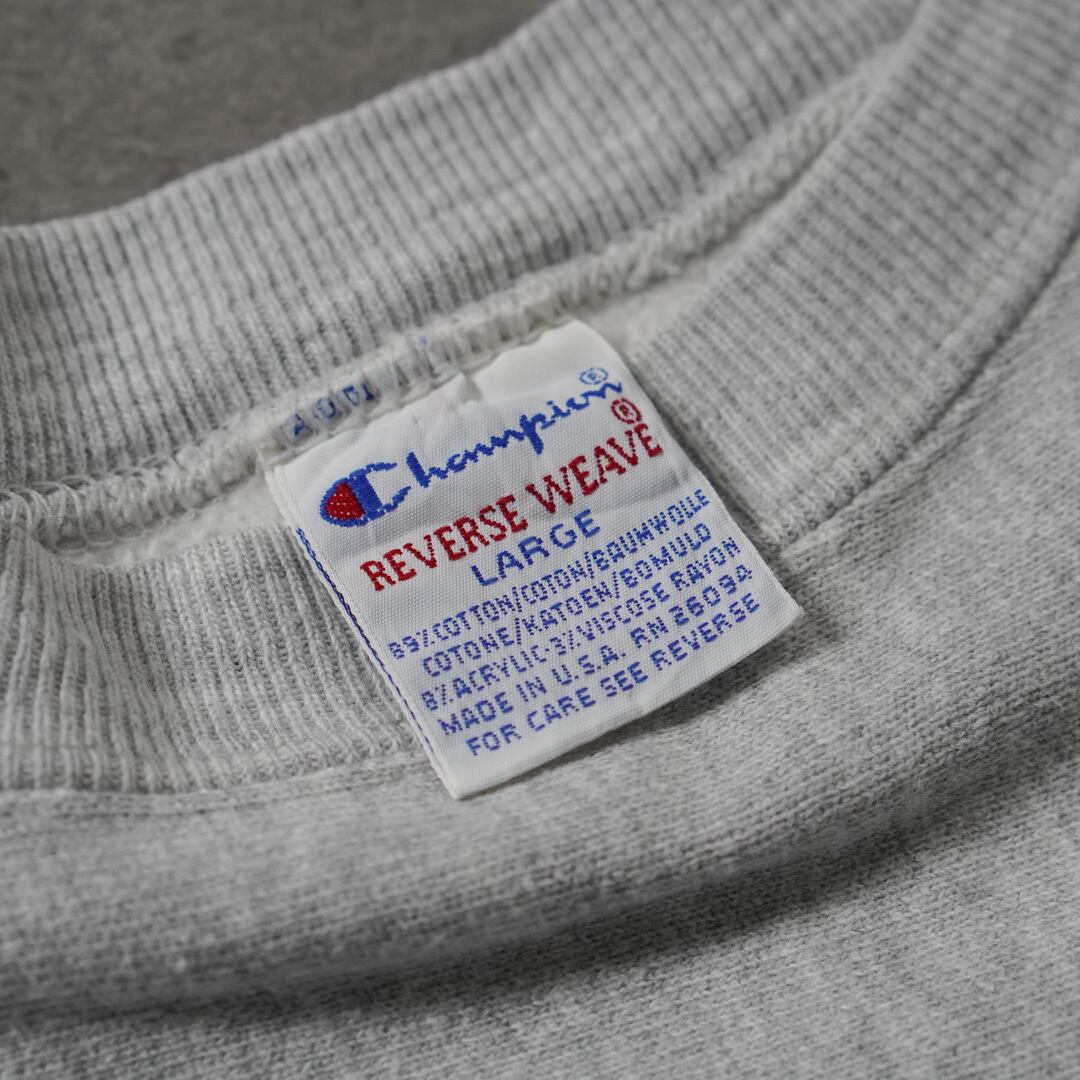 Champion®
REVERSE WEAVE®
LARGE
89% COTTON/COTON/BAUMWOLLE
COTONE/KATOEN/BOMULD
8% ACRYLIC-3% VISCOSE RAYON
MADE IN U.S.A. RN 26094
FOR CARE SEE REVERSE